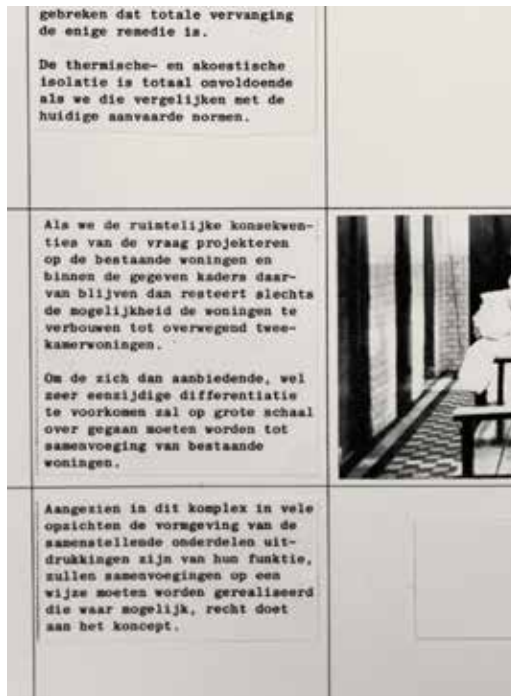 gebreken dat totale vervanging
de enige remedie is.
De thermische- en akoestische
isolatie is totaal onvoldoende
als we die vergelijken met de
huidige aanvaarde normen.
Als we de ruimtelijke konsekwen-
ties van de vraag projekteren
op de bestaande woningen en
binnen de gegeven kaders daar-
van blijven dan resteert slechts
de mogelijkheid de woningen te
verbouwen tot overwegend twee-
kamerwoningen.
Om de zich dan aanbiedende, wel
zeer eenzijdige differentiatie
te voorkomen zal op grote schaal
over gegaan moeten worden tot
samenvoeging van bestaande
woningen.
Aangezien in dit komplex in vele
opzichten de vormgeving van de
samenstellende onderdelen uit-
drukkingen zijn van hun funktie,
zullen samenvoegingen op een
wijze moeten worden gerealiseerd
die waar mogelijk, recht doet
aan het koncept.